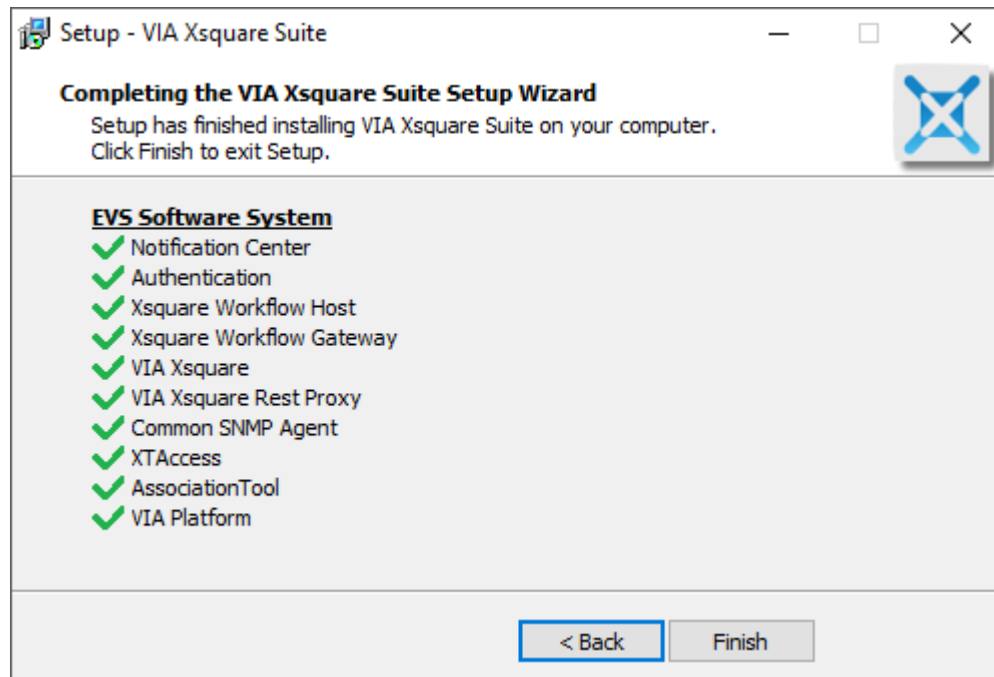 Setup - VIA Xsquare Suite
Completing the VIA Xsquare Suite Setup Wizard
Setup has finished installing VIA Xsquare Suite on your computer.
Click Finish to exit Setup.
EVS Software System
Notification Center
Authentication
Xsquare Workflow Host
Xsquare Workflow Gateway
VIA Xsquare
VIA Xsquare Rest Proxy
Common SNMP Agent
XTAccess
AssociationTool
VIA Platform
< Back
Finish